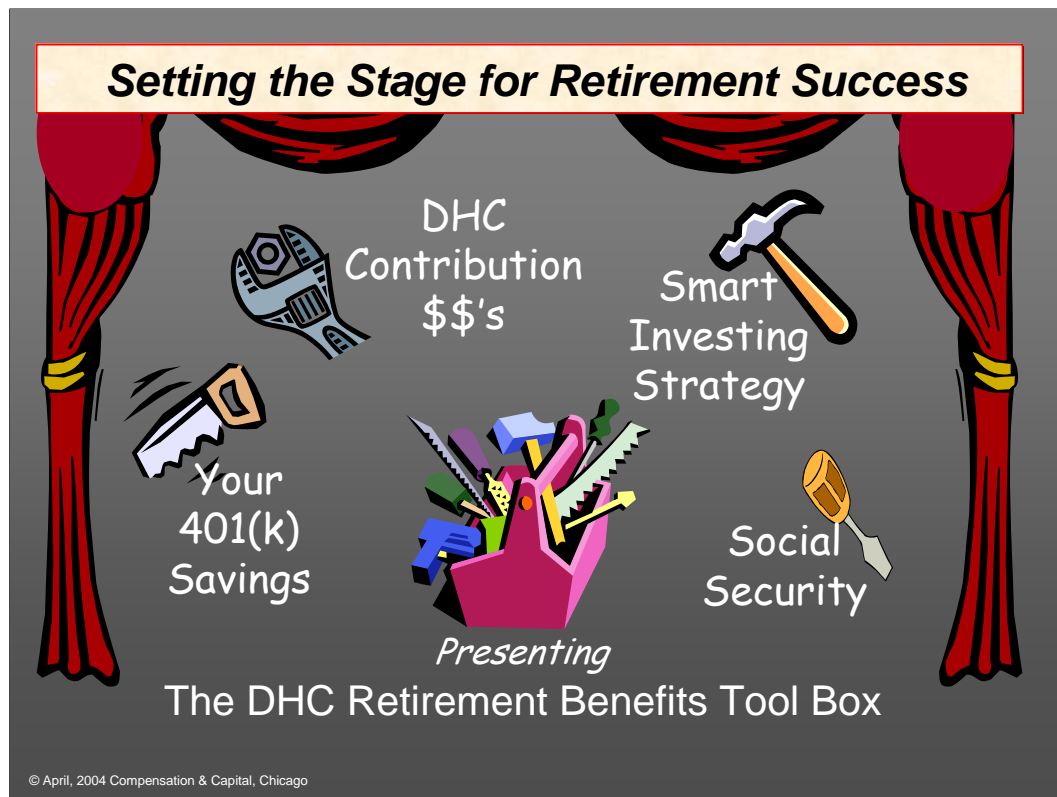 Setting the Stage for Retirement Success
DHC
Contribution
$$'s
Smart
Investing
Strategy
Your
401(k)
Savings
Social
Security
Presenting
The DHC Retirement Benefits Tool Box
© April, 2004 Compensation & Capital, Chicago